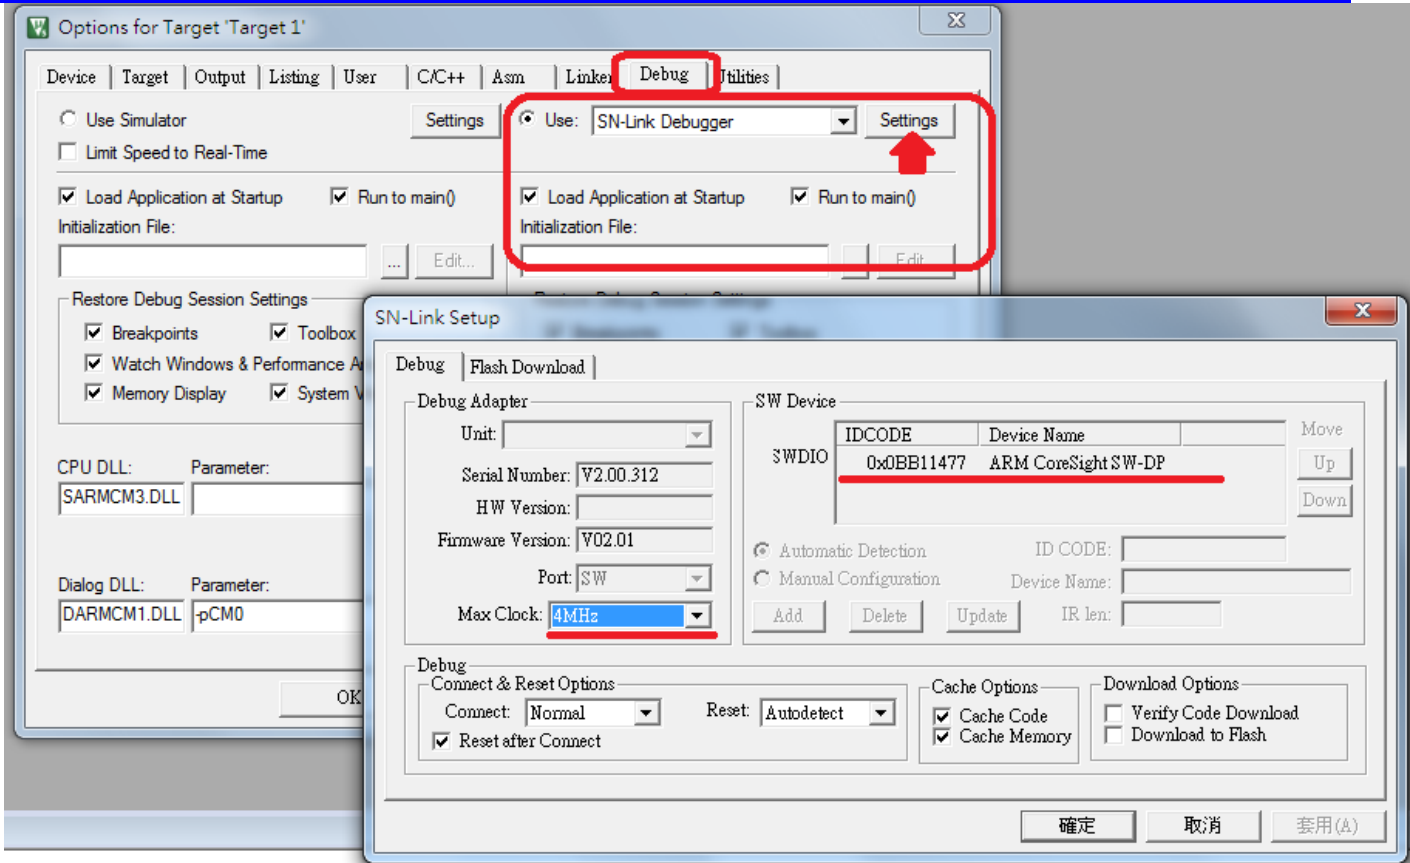 Options for Target 'Target 1'
Device Target Output Listing User C/C++ Asm Linker Debug Utilities
Use Simulator Settings Use: SN-Link Debugger Settings
Limit Speed to Real-Time
Load Application at Startup Run to main() Load Application at Startup Run to main()
Initialization File: Initialization File:
... Edit... Edit
Restore Debug Session Settings
Breakpoints Toolbox
Watch Windows & Performance
Memory Display System
CPU DLL: Parameter:
SARMCM3.DLL
Dialog DLL: Parameter:
DARMCM1.DLL -pCM0
OK
SN-Link Setup
Debug Flash Download
Debug Adapter
Unit:
Serial Number: V2.00.312
HW Version:
Firmware Version: V02.01
Port: SW
Max Clock: 4MHz
SW Device
IDCODE Device Name Move
SWDIO 0x0BB11477 ARM CoreSight SW-DP Up
Down
Automatic Detection ID CODE:
Manual Configuration Device Name:
Add Delete Update IR len:
Debug
Connect & Reset Options Cache Options Download Options
Connect: Normal Reset: Autodetect Cache Code Verify Code Download
Reset after Connect Cache Memory Download to Flash
確定 取消 套用(A)